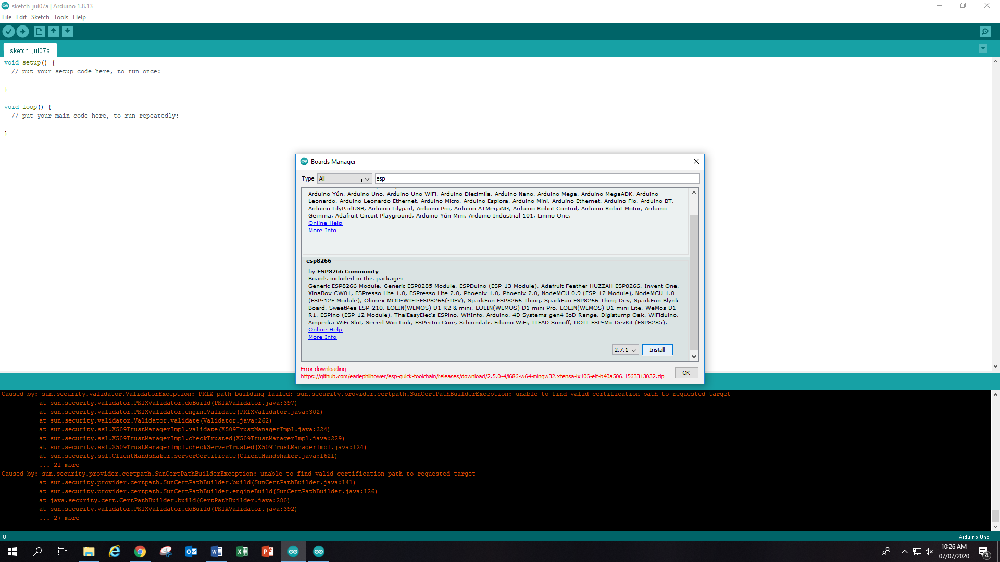 sketch_jul07a | Arduino 1.8.13
File Edit Sketch Tools Help
sketch_jul07a
void setup() {
// put your setup code here, to run once:
}
void loop() {
// put your main code here, to run repeatedly:
}
Boards Manager
Type All esp
Boards included in this package:
Arduino Yún, Arduino Uno, Arduino Uno WiFi, Arduino Diecimila, Arduino Nano, Arduino Mega, Arduino MegaADK, Arduino
Leonardo, Arduino Leonardo Ethernet, Arduino Micro, Arduino Esplora, Arduino Mini, Arduino Ethernet, Arduino Fio, Arduino BT,
Arduino LilyPadUSB, Arduino Lilypad, Arduino Pro, Arduino ATMegaNG, Arduino Robot Control, Arduino Robot Motor, Arduino
Gemma, Adafruit Circuit Playground, Arduino Yún Mini, Arduino Industrial 101, Linino One.
Online Help
More Info
esp8266
by ESP8266 Community
Boards included in this package:
Generic ESP8266 Module, Generic ESP8285 Module, ESPDuino (ESP-13 Module), Adafruit Feather HUZZAH ESP8266, Invent One,
XinaBox CW01, ESPresso Lite 1.0, ESPresso Lite 2.0, Phoenix 1.0, Phoenix 2.0, NodeMCU 0.9 (ESP-12 Module), NodeMCU 1.0
(ESP-12E Module), Olimex MOD-WIFI-ESP8266(-DEV), SparkFun ESP8266 Thing, SparkFun ESP8266 Thing Dev, SparkFun Blynk
Board, SweetPea ESP-210, LOLIN(WEMOS) D1 R2 & mini, LOLIN(WEMOS) D1 mini Pro, LOLIN(WEMOS) D1 mini Lite, WeMos D1
R1, ESPino (ESP-12 Module), ThaiEasyElec's ESPino, WifInfo, Arduino, 4D Systems gen4 IoD Range, Digistump Oak, WiFiduino,
Amperka WiFi Slot, Seeed Wio Link, ESPectro Core, Schirmilabs Eduino WiFi, ITEAD Sonoff, DOIT ESP-Mx DevKit (ESP8285).
Online Help
More Info
2.7.1 Install
Error downloading
https://github.com/earlephilhower/esp-quick-toolchain/releases/download/2.5.0-4/i686-w64-mingw32.xtensa-lx106-elf-b40a506.1563313032.zip
OK
Caused by: sun.security.validator.ValidatorException: PKIX path building failed: sun.security.provider.certpath.SunCertPathBuilderException: unable to find valid certification path to requested target
at sun.security.validator.PKIXValidator.doBuild(PKIXValidator.java:397)
at sun.security.validator.PKIXValidator.engineValidate(PKIXValidator.java:302)
at sun.security.validator.Validator.validate(Validator.java:262)
at sun.security.ssl.X509TrustManagerImpl.validate(X509TrustManagerImpl.java:324)
at sun.security.ssl.X509TrustManagerImpl.checkTrusted(X509TrustManagerImpl.java:229)
at sun.security.ssl.X509TrustManagerImpl.checkServerTrusted(X509TrustManagerImpl.java:124)
at sun.security.ssl.ClientHandshaker.serverCertificate(ClientHandshaker.java:1621)
... 21 more
Caused by: sun.security.provider.certpath.SunCertPathBuilderException: unable to find valid certification path to requested target
at sun.security.provider.certpath.SunCertPathBuilder.build(SunCertPathBuilder.java:141)
at sun.security.provider.certpath.SunCertPathBuilder.engineBuild(SunCertPathBuilder.java:126)
at java.security.cert.CertPathBuilder.build(CertPathBuilder.java:280)
at sun.security.validator.PKIXValidator.doBuild(PKIXValidator.java:392)
... 27 more
8
Arduino Uno
10:26 AM
07/07/2020
4